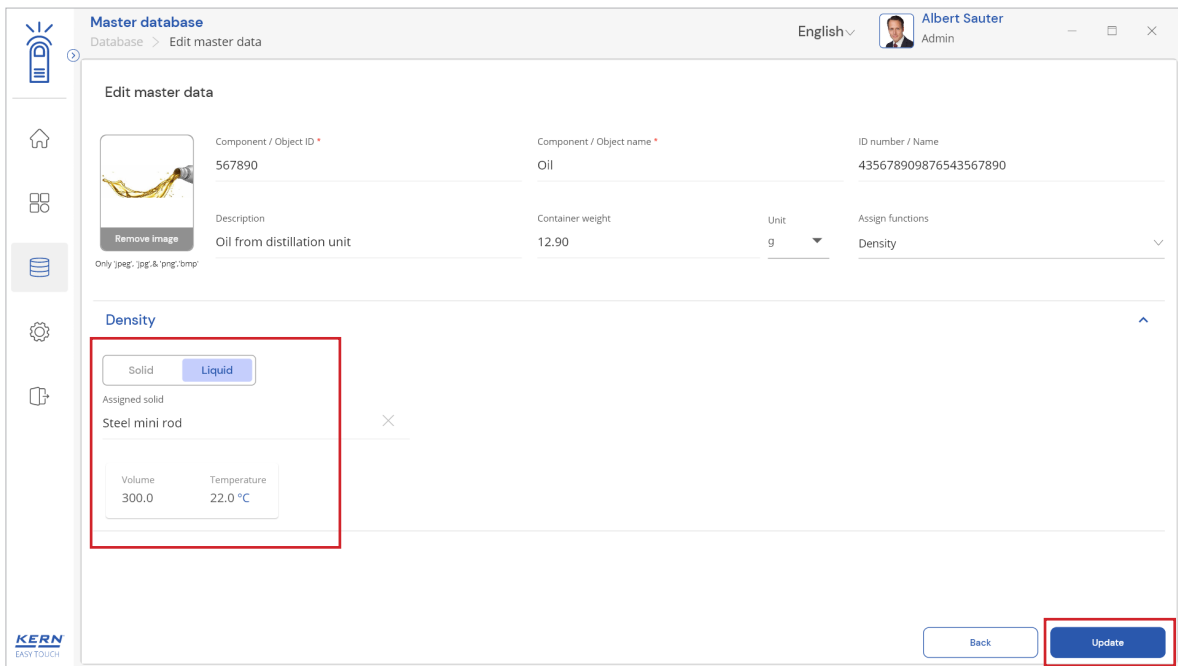 Master database
Database > Edit master data
English
Albert Sauter
Admin
Edit master data
Component / Object ID *
567890
Component / Object name *
Oil
ID number / Name
435678909876543567890
Remove image
Only 'jpeg', 'jpg',& 'png','bmp'
Description
Oil from distillation unit
Container weight
12.90
Unit
g
Assign functions
Density
Density
Solid
Liquid
Assigned solid
Steel mini rod
Volume
300.0
Temperature
22.0 °C
Back
Update
KERN
EASY TOUCH